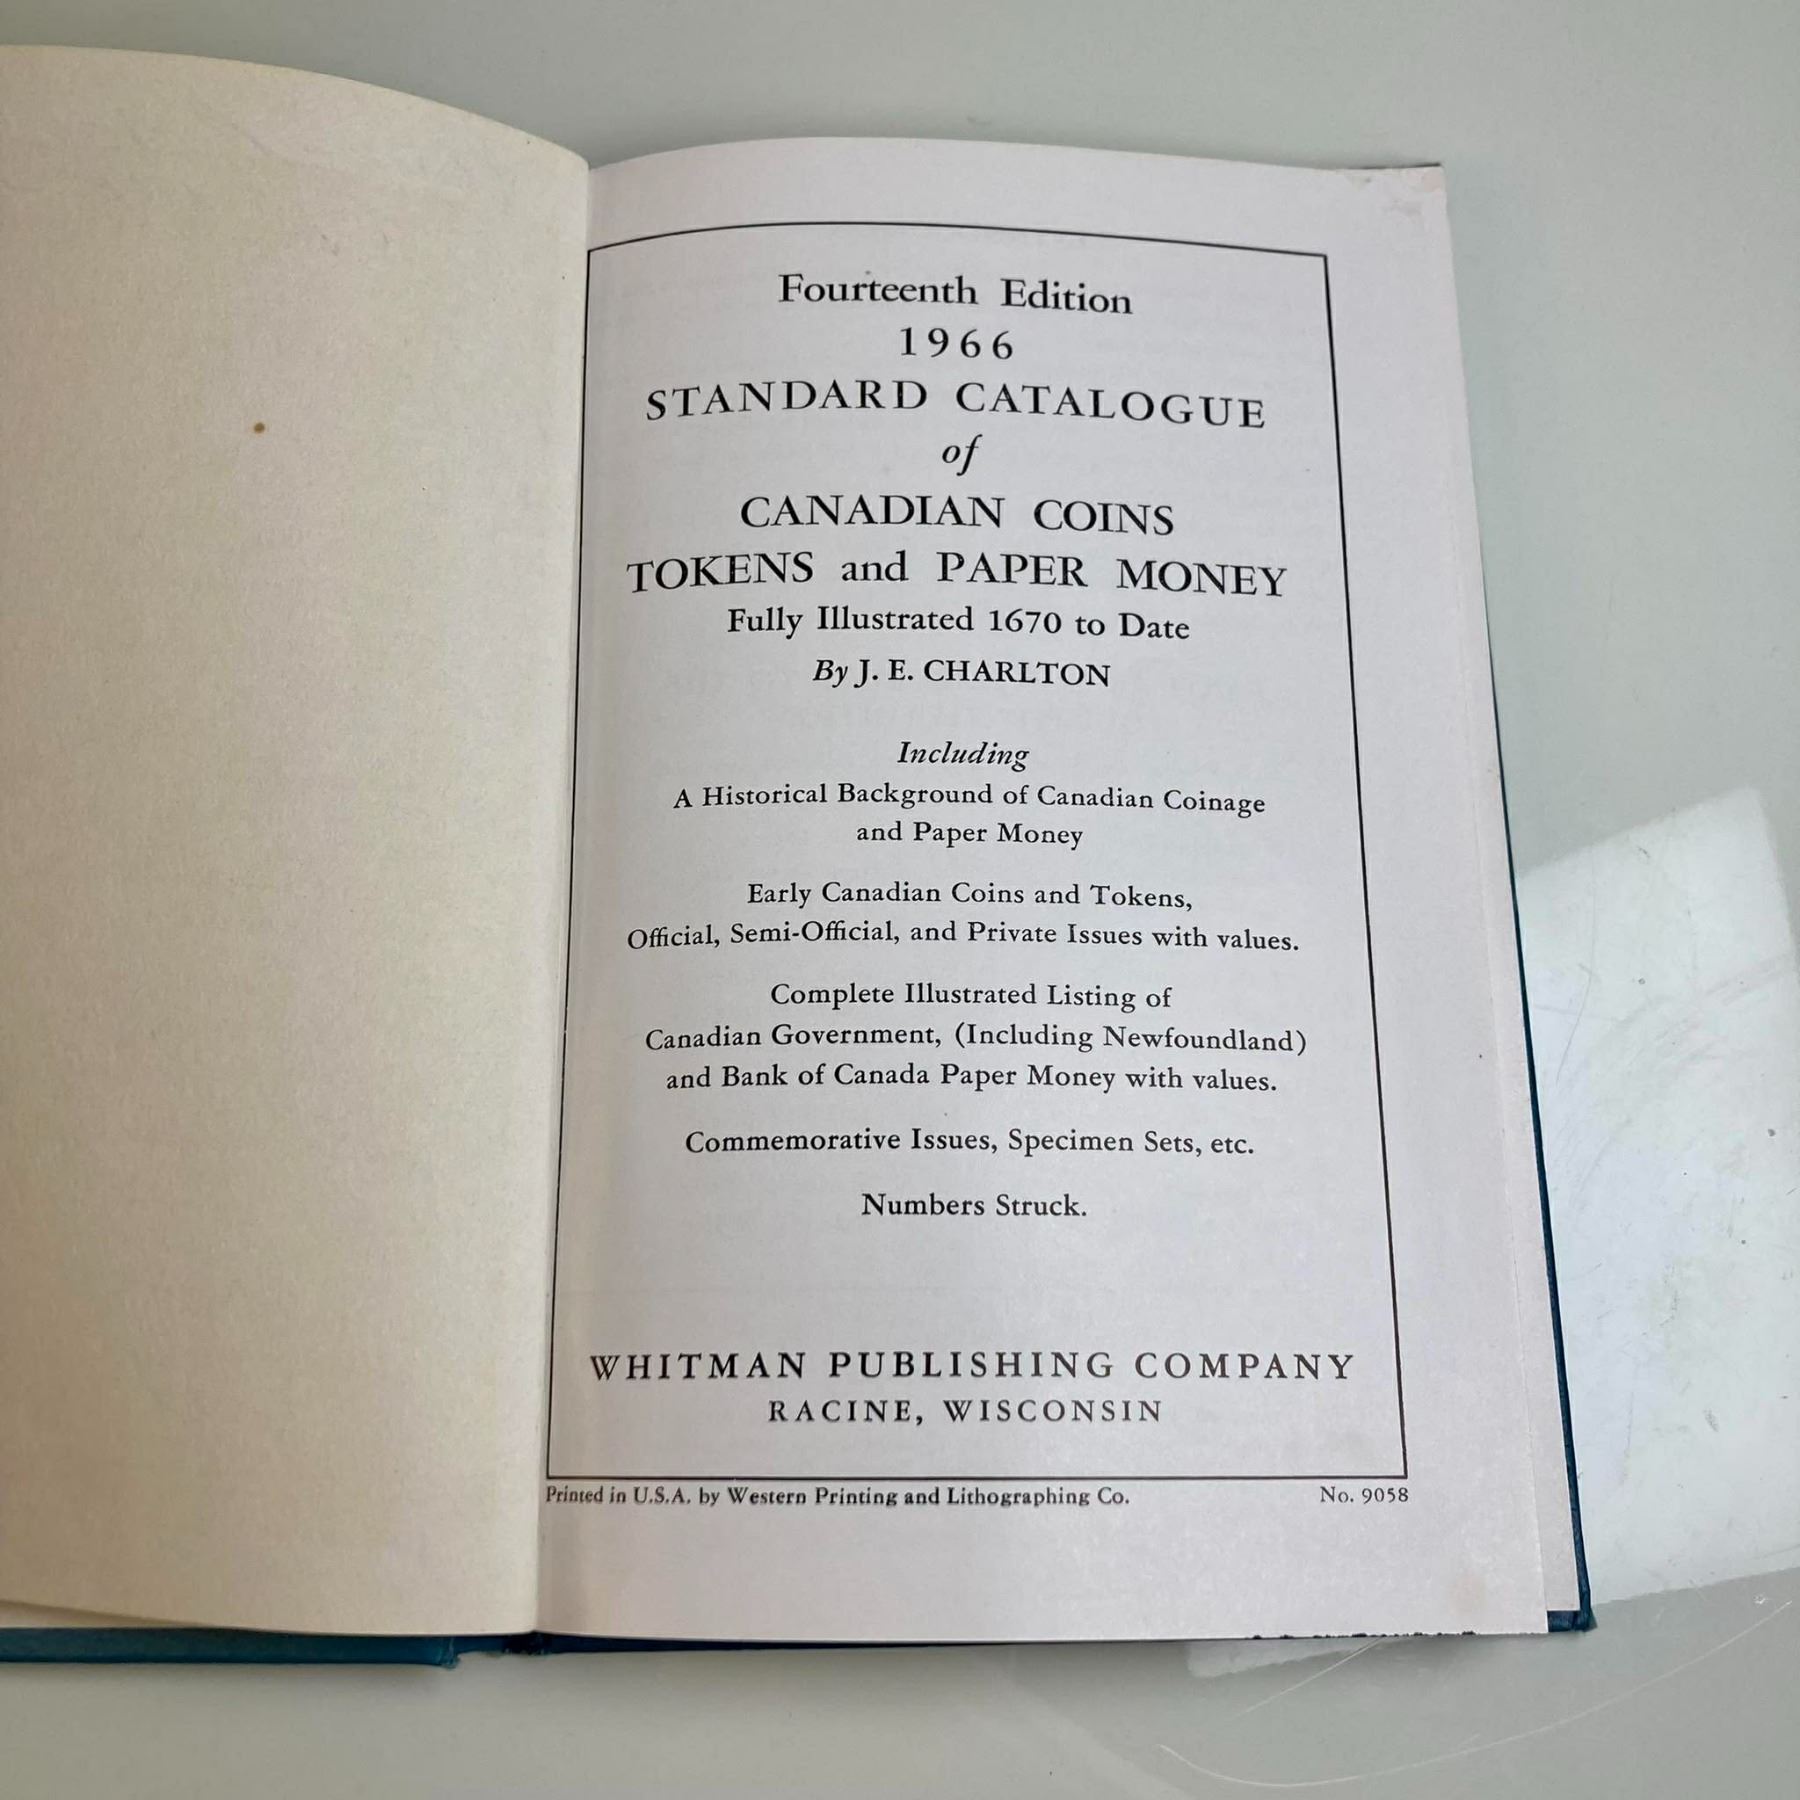 Fourteenth Edition
1966
STANDARD CATALOGUE
of
CANADIAN COINS
TOKENS and PAPER MONEY
Fully Illustrated 1670 to Date
By J. E. CHARLTON
Including
A Historical Background of Canadian Coinage
and Paper Money
Early Canadian Coins and Tokens,
Official, Semi-Official, and Private Issues with values.
Complete Illustrated Listing of
Canadian Government, (Including Newfoundland)
and Bank of Canada Paper Money with values.
Commemorative Issues, Specimen Sets, etc.
Numbers Struck.
WHITMAN PUBLISHING COMPANY
RACINE, WISCONSIN
Printed in U.S.A. by Western Printing and Lithographing Co. No. 9058